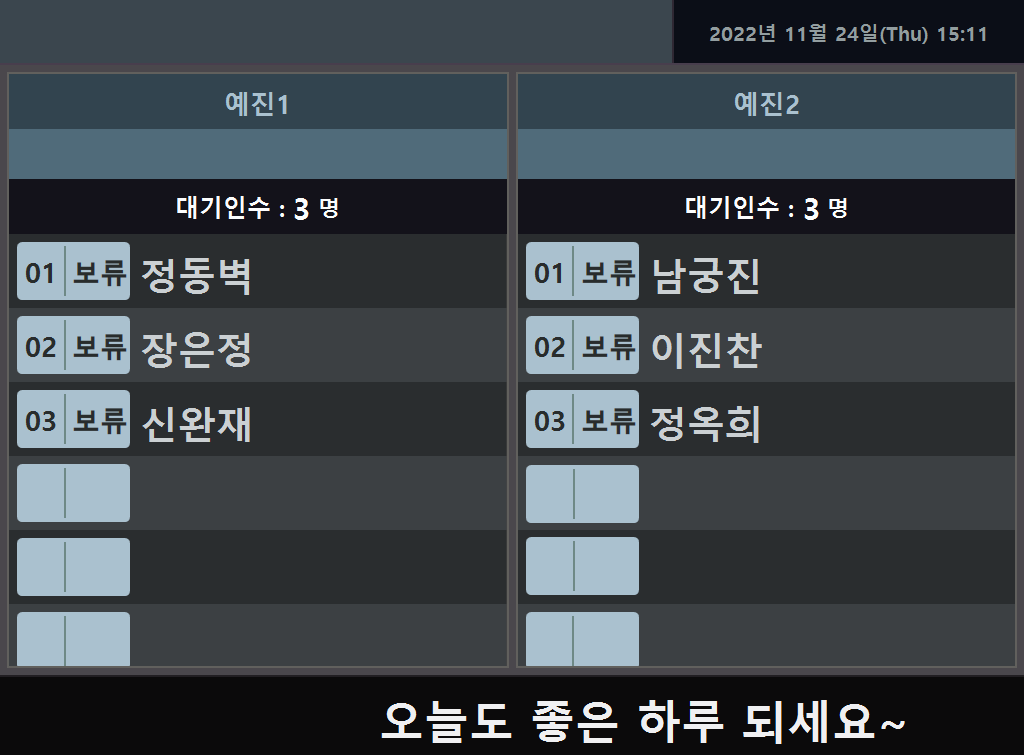 2022년 11월 24일(Thu) 15:11
예진1
대기인수 : 3 명
01 보류 정동벽
02 보류 장은정
03 보류 신완재
예진2
대기인수 : 3 명
01 보류 남궁진
02 보류 이진찬
03 보류 정옥희
오늘도 좋은 하루 되세요~